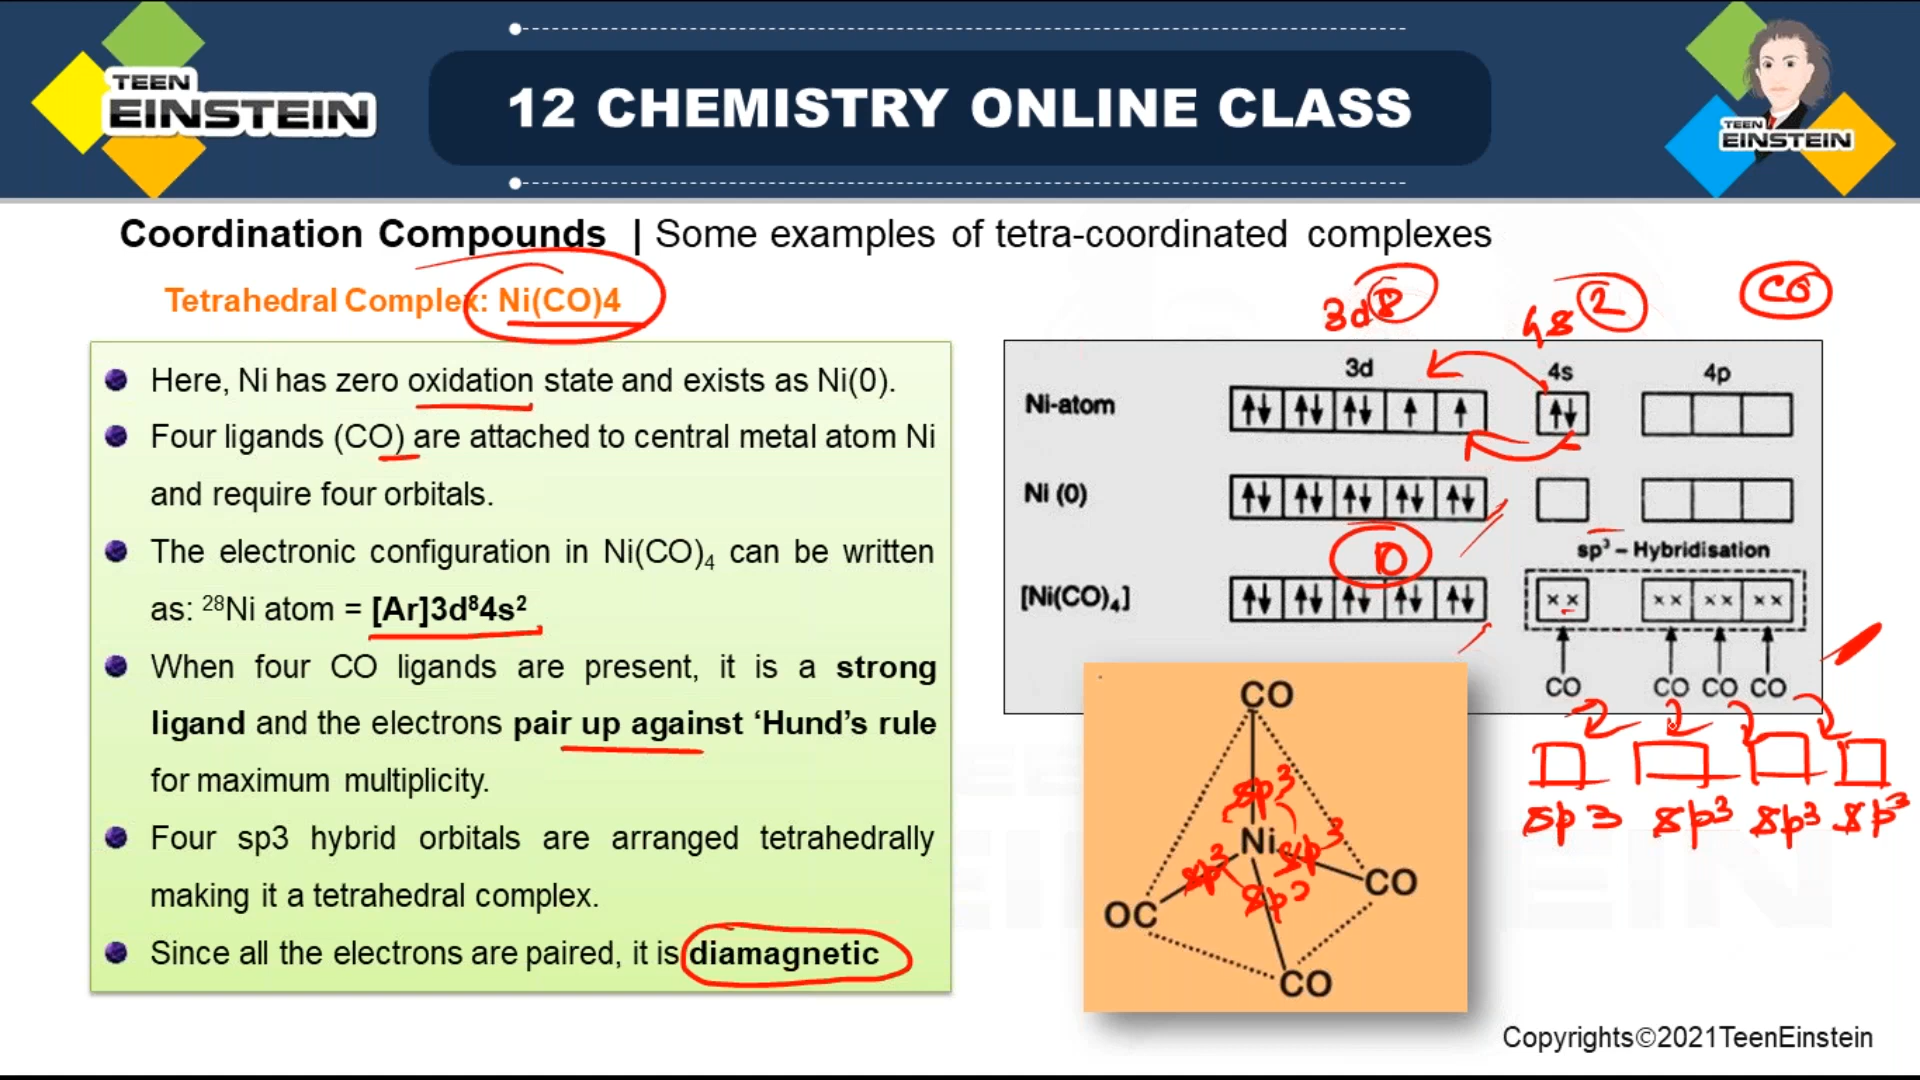 TEEN
EINSTEIN
12 CHEMISTRY ONLINE CLASS
TEEN
EINSTEIN
Coordination Compounds | Some examples of tetra-coordinated complexes
Tetrahedral Complex: Ni(CO)4
Here, Ni has zero oxidation state and exists as Ni(0).
Four ligands (CO) are attached to central metal atom Ni
and require four orbitals.
The electronic configuration in Ni(CO)₄ can be written
as: ²⁸Ni atom = [Ar]3d⁸4s²
When four CO ligands are present, it is a strong
ligand and the electrons pair up against ‘Hund’s rule
for maximum multiplicity.
Four sp3 hybrid orbitals are arranged tetrahedrally
making it a tetrahedral complex.
Since all the electrons are paired, it is diamagnetic
3d8 4s2 CO
3d 4s 4p
Ni-atom
Ni (0)
10
sp³ – Hybridisation
[Ni(CO)₄]
×× ×× ×× ××
CO CO CO CO
sp3 sp3 sp3 sp3
CO
sp3
Ni
sp3 sp3
sp3
OC
CO
CO
Copyrights©2021TeenEinstein